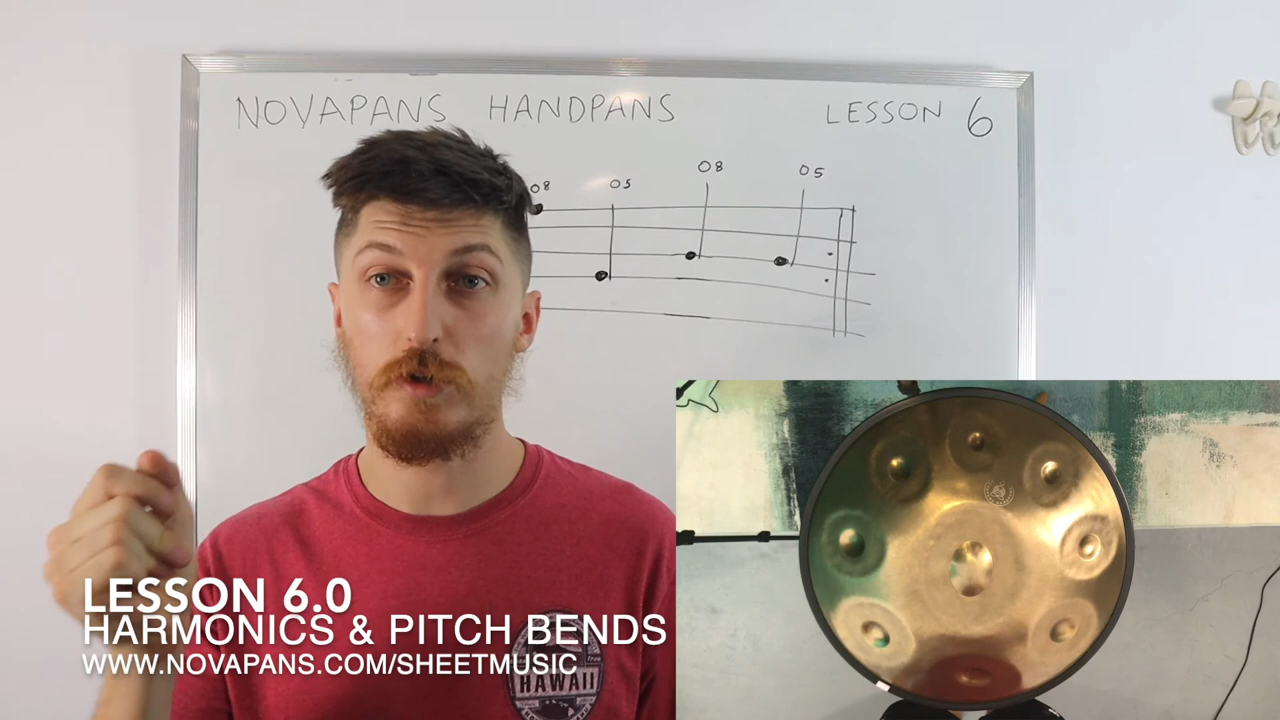 NOVAPANS HANDPANS LESSON 6
08 05 08 05
LESSON 6.0
HARMONICS & PITCH BENDS
WWW.NOVAPANS.COM/SHEETMUSIC
HAWAII